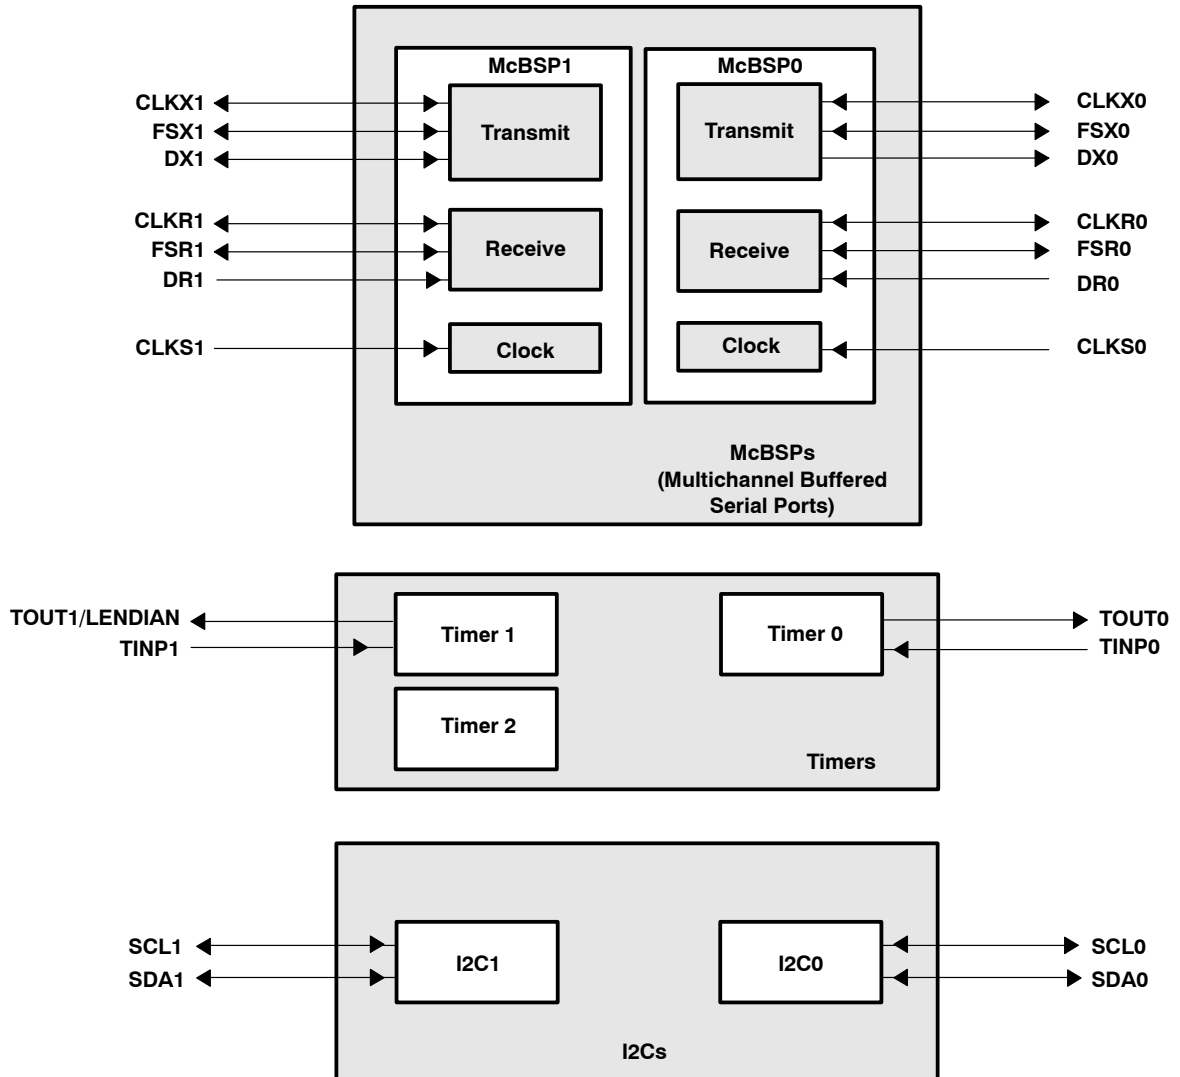 McBSP1
McBSP0
CLKX1
FSX1
DX1
Transmit
Transmit
CLKX0
FSX0
DX0
CLKR1
FSR1
DR1
Receive
Receive
CLKR0
FSR0
DR0
CLKS1
Clock
Clock
CLKS0
McBSPs
(Multichannel Buffered
Serial Ports)
TOUT1/LENDIAN
TINP1
Timer 1
Timer 0
TOUT0
TINP0
Timer 2
Timers
SCL1
SDA1
I2C1
I2C0
SCL0
SDA0
I2Cs